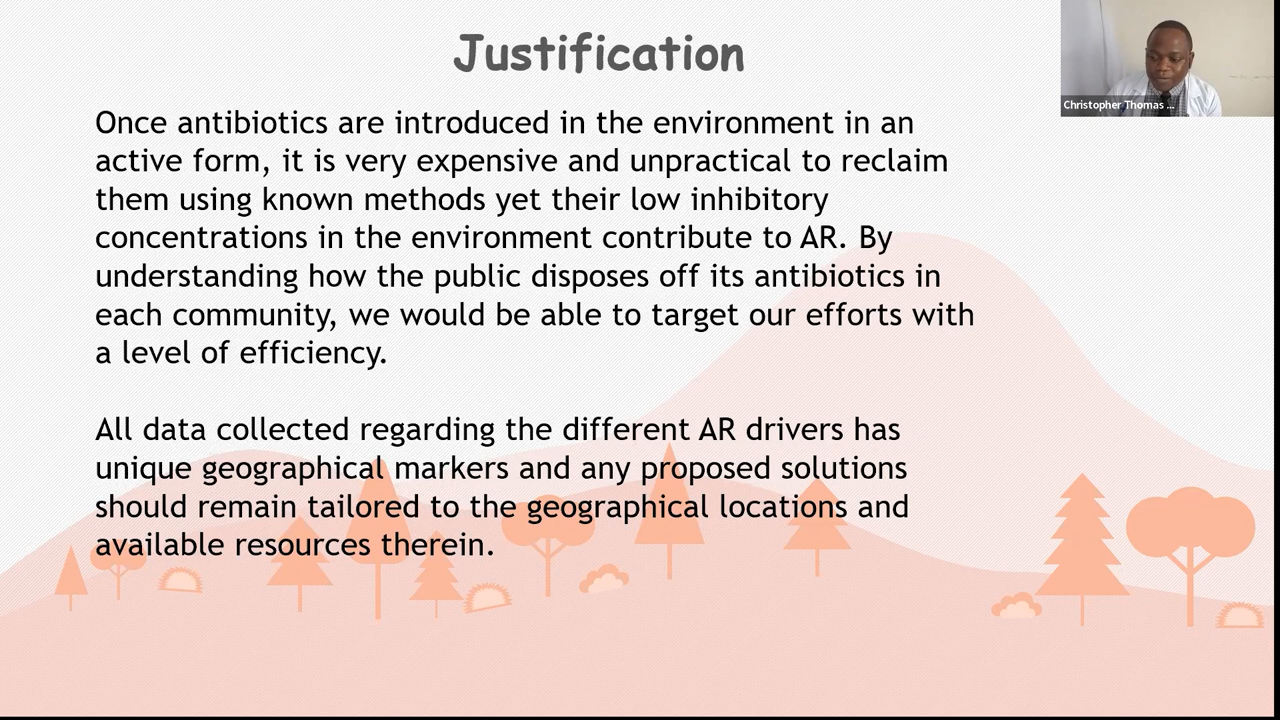 Justification
Christopher Thomas ...
Once antibiotics are introduced in the environment in an
active form, it is very expensive and unpractical to reclaim
them using known methods yet their low inhibitory
concentrations in the environment contribute to AR. By
understanding how the public disposes off its antibiotics in
each community, we would be able to target our efforts with
a level of efficiency.
All data collected regarding the different AR drivers has
unique geographical markers and any proposed solutions
should remain tailored to the geographical locations and
available resources therein.